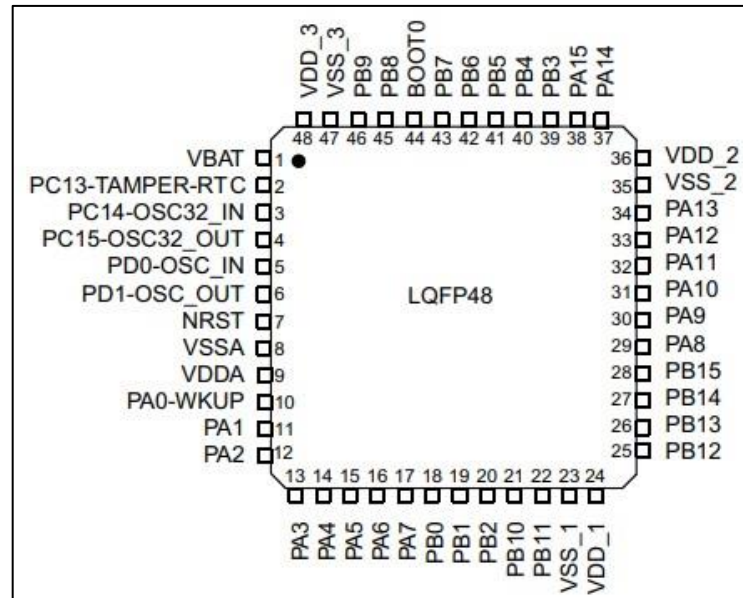 VDD_3
VSS_3
PB9
PB8
BOOT0
PB7
PB6
PB5
PB4
PB3
PA15
PA14
48 47 46 45 44 43 42 41 40 39 38 37
VBAT 1
PC13-TAMPER-RTC 2
PC14-OSC32_IN 3
PC15-OSC32_OUT 4
PD0-OSC_IN 5
PD1-OSC_OUT 6
NRST 7
VSSA 8
VDDA 9
PA0-WKUP 10
PA1 11
PA2 12
LQFP48
36 VDD_2
35 VSS_2
34 PA13
33 PA12
32 PA11
31 PA10
30 PA9
29 PA8
28 PB15
27 PB14
26 PB13
25 PB12
13 14 15 16 17 18 19 20 21 22 23 24
PA3
PA4
PA5
PA6
PA7
PB0
PB1
PB2
PB10
PB11
VSS_1
VDD_1